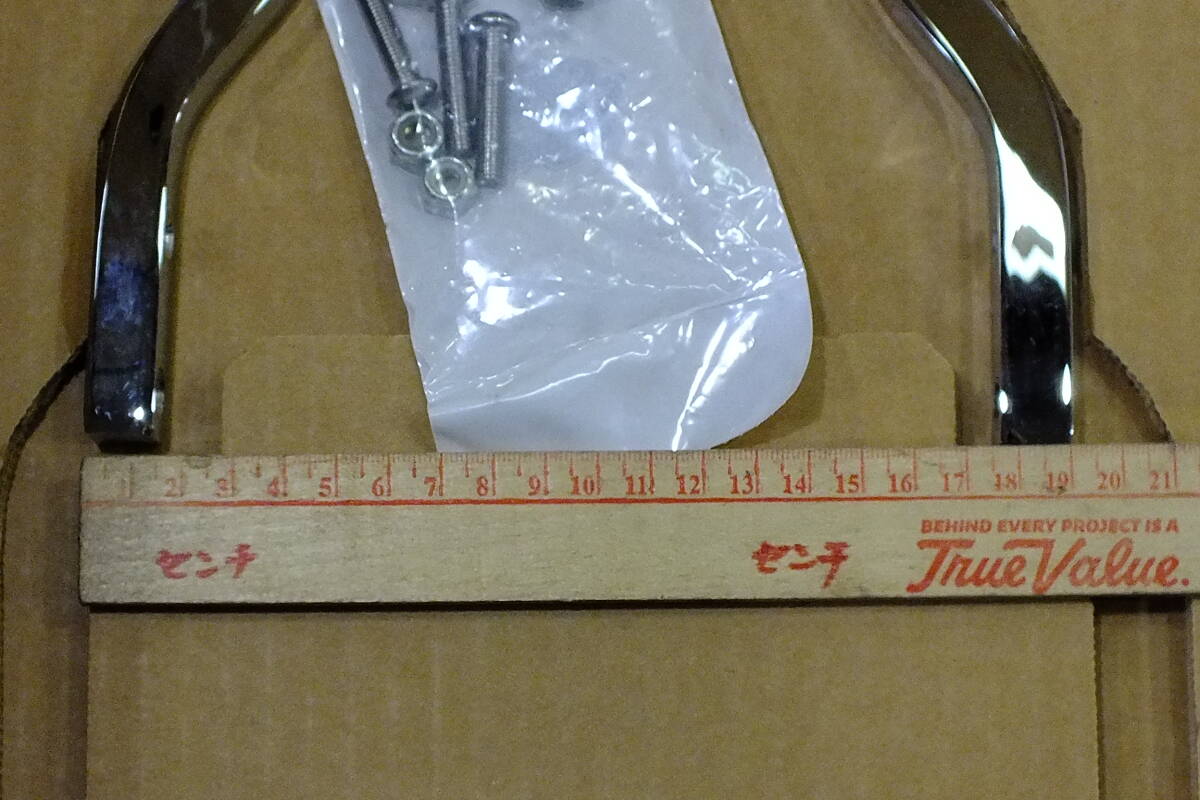 2 3 4 5 6 7 8 9 10 11 12 13 14 15 16 17 18 19 20 21
BEHIND EVERY PROJECT IS A
センチ センチ True Value.